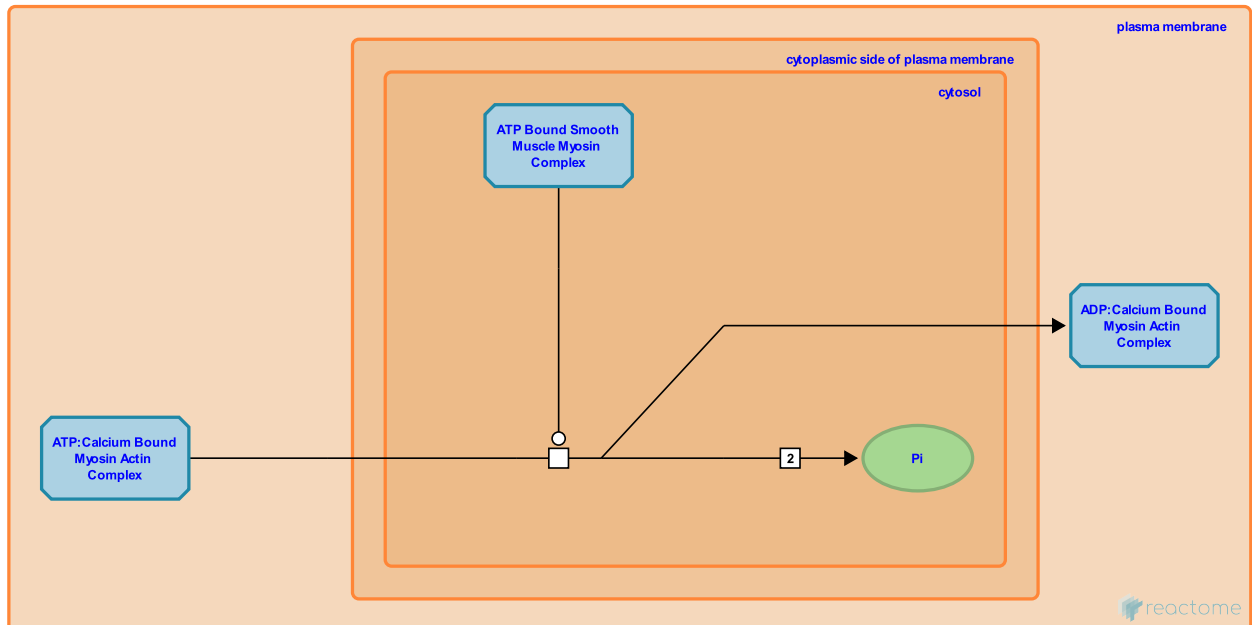 plasma membrane
cytoplasmic side of plasma membrane
cytosol
ATP Bound Smooth
Muscle Myosin
Complex
ADP:Calcium Bound
Myosin Actin
Complex
ATP:Calcium Bound
Myosin Actin
Complex
2
Pi
reactome